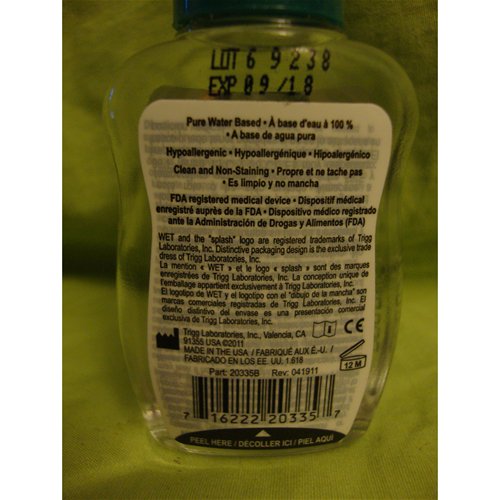 LOT 69238
EXP 09/18
Pure Water Based • À base d'eau à 100 %
• A base de agua pura
Hypoallergenic • Hypoallergénique • Hipoalergénico
Clean and Non-Staining • Propre et ne tache pas
• Es limpio y no mancha
FDA registered medical device • Dispositif médical
enregistré auprès de la FDA • Dispositivo médico registrado
ante la Administración de Drogas y Alimentos (FDA)
WET and the "splash" logo are registered trademarks of Trigg
Laboratories, Inc. Distinctive packaging design is the exclusive trade
dress of Trigg Laboratories, Inc.
La mention « WET » et le logo « splash » sont des marques
enregistrées de Trigg Laboratories, Inc. La conception unique de
l'emballage appartient exclusivement à Trigg Laboratories, Inc.
El logotipo de WET y el logotipo con el "dibujo de la mancha" son
marcas comerciales registradas de Trigg Laboratories, Inc. El
diseño distintivo del envase es una presentación comercial
exclusiva de Trigg Laboratories, Inc.
Trigg Laboratories, Inc., Valencia, CA
91355 USA ©2011
MADE IN THE USA / FABRIQUÉ AUX É.-U. /
FABRICADO EN LOS EE. UU. 1.618
CE
12 M
Part: 20335B Rev: 041911
7 16222 20335 7
PEEL HERE / DÉCOLLER ICI / PIEL AQUÍ